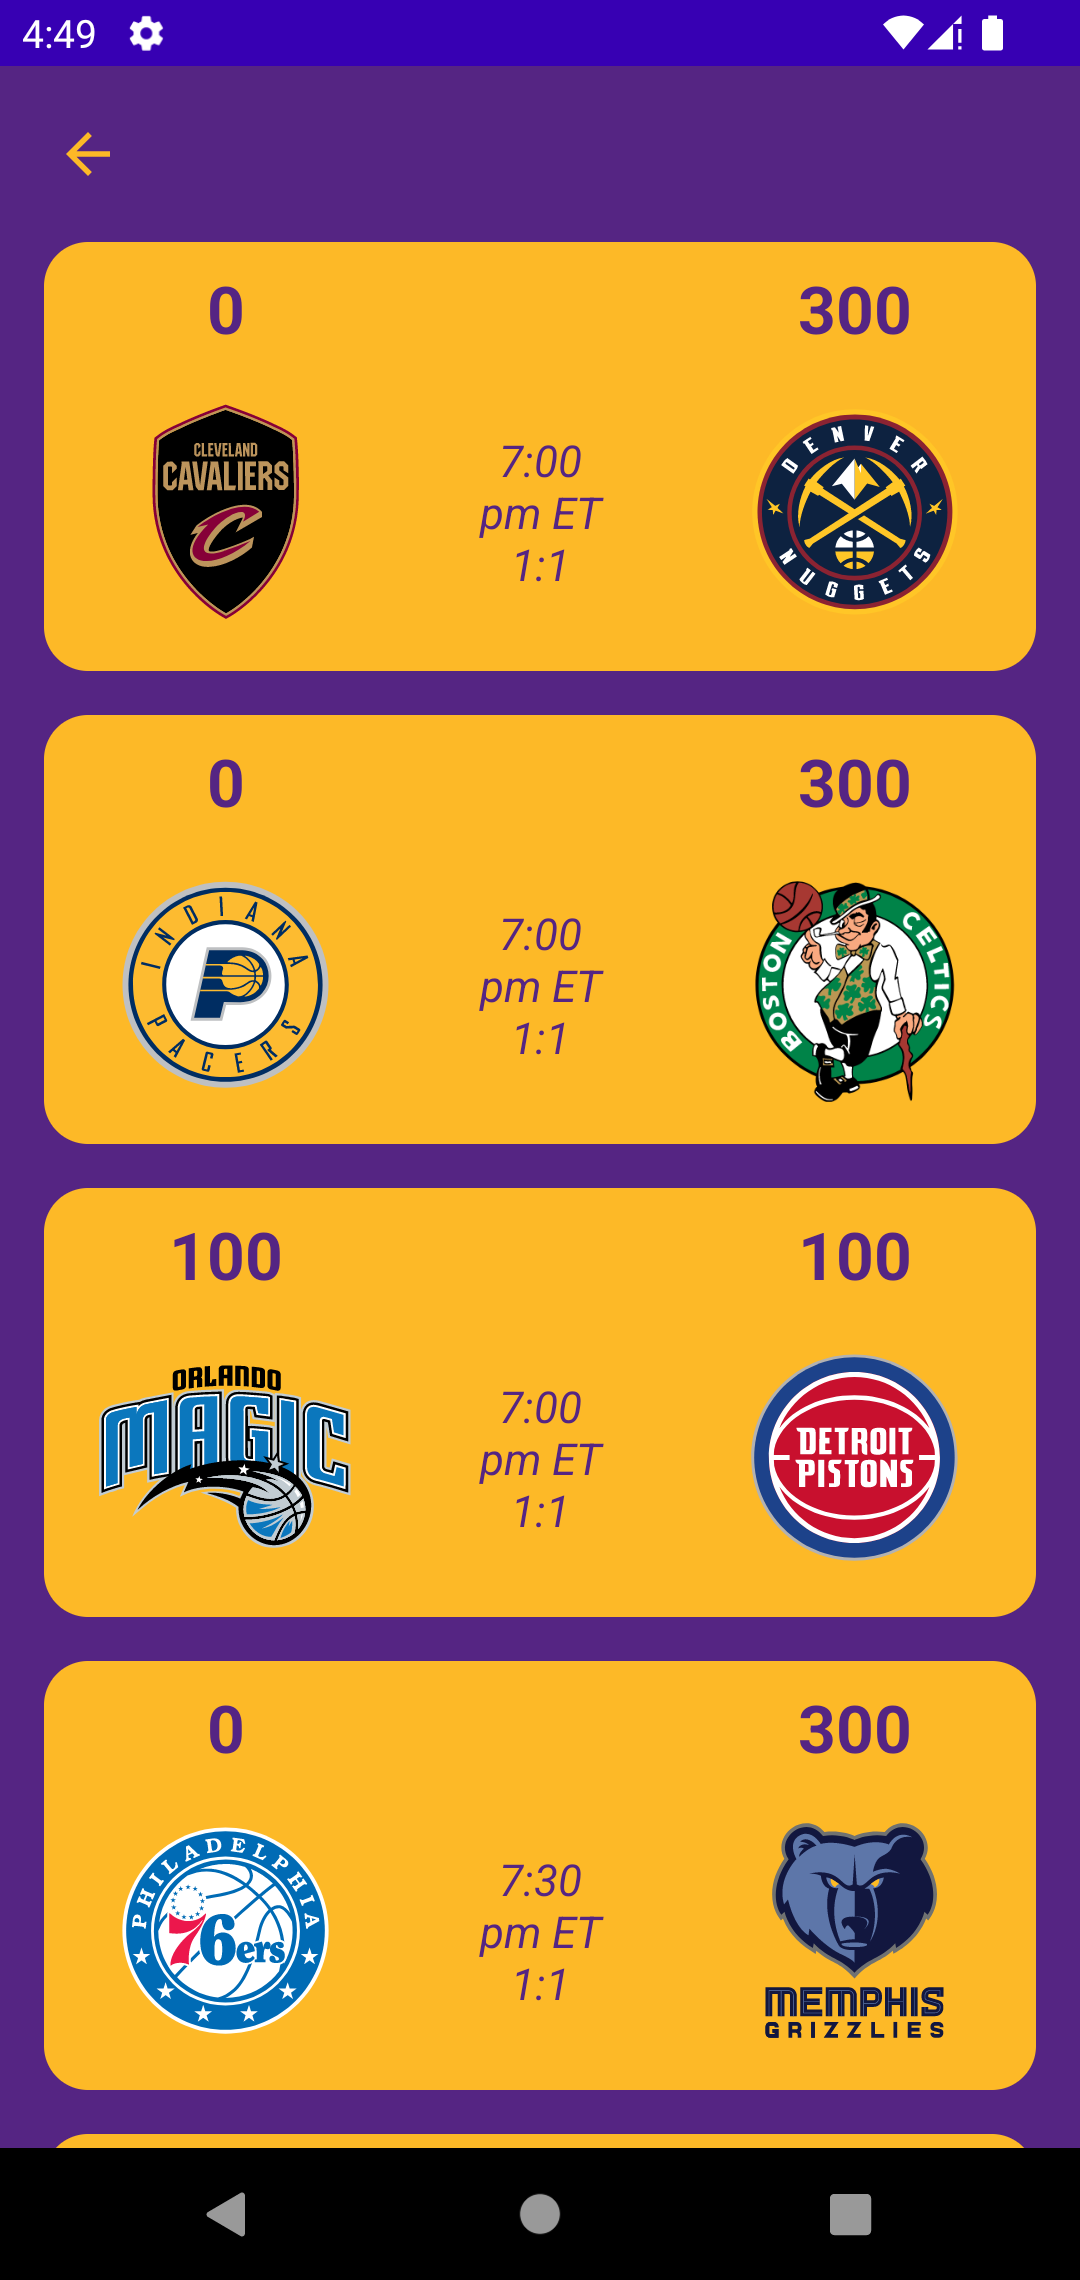 4:49
0
300
CLEVELAND
CAVALIERS
C
DENVER
NUGGETS
7:00
pm ET
1:1
0
300
INDIANA
PACERS
P
7:00
pm ET
1:1
BOSTON
CELTICS
100
100
ORLANDO
MAGIC
7:00
pm ET
1:1
DETROIT
PISTONS
0
300
PHILADELPHIA
76ers
7:30
pm ET
1:1
MEMPHIS
GRIZZLIES